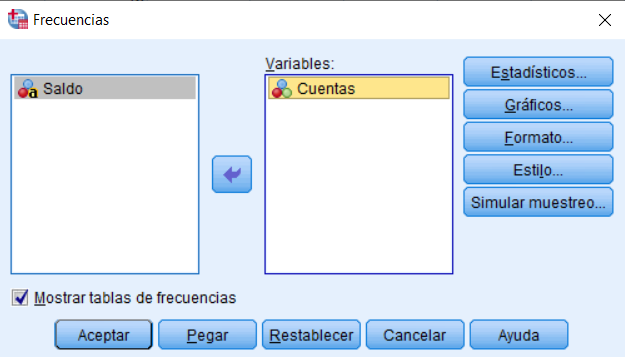 Frecuencias
Variables:
Saldo
Cuentas
Estadísticos...
Gráficos...
Formato...
Estilo...
Simular muestreo...
Mostrar tablas de frecuencias
Aceptar Pegar Restablecer Cancelar Ayuda